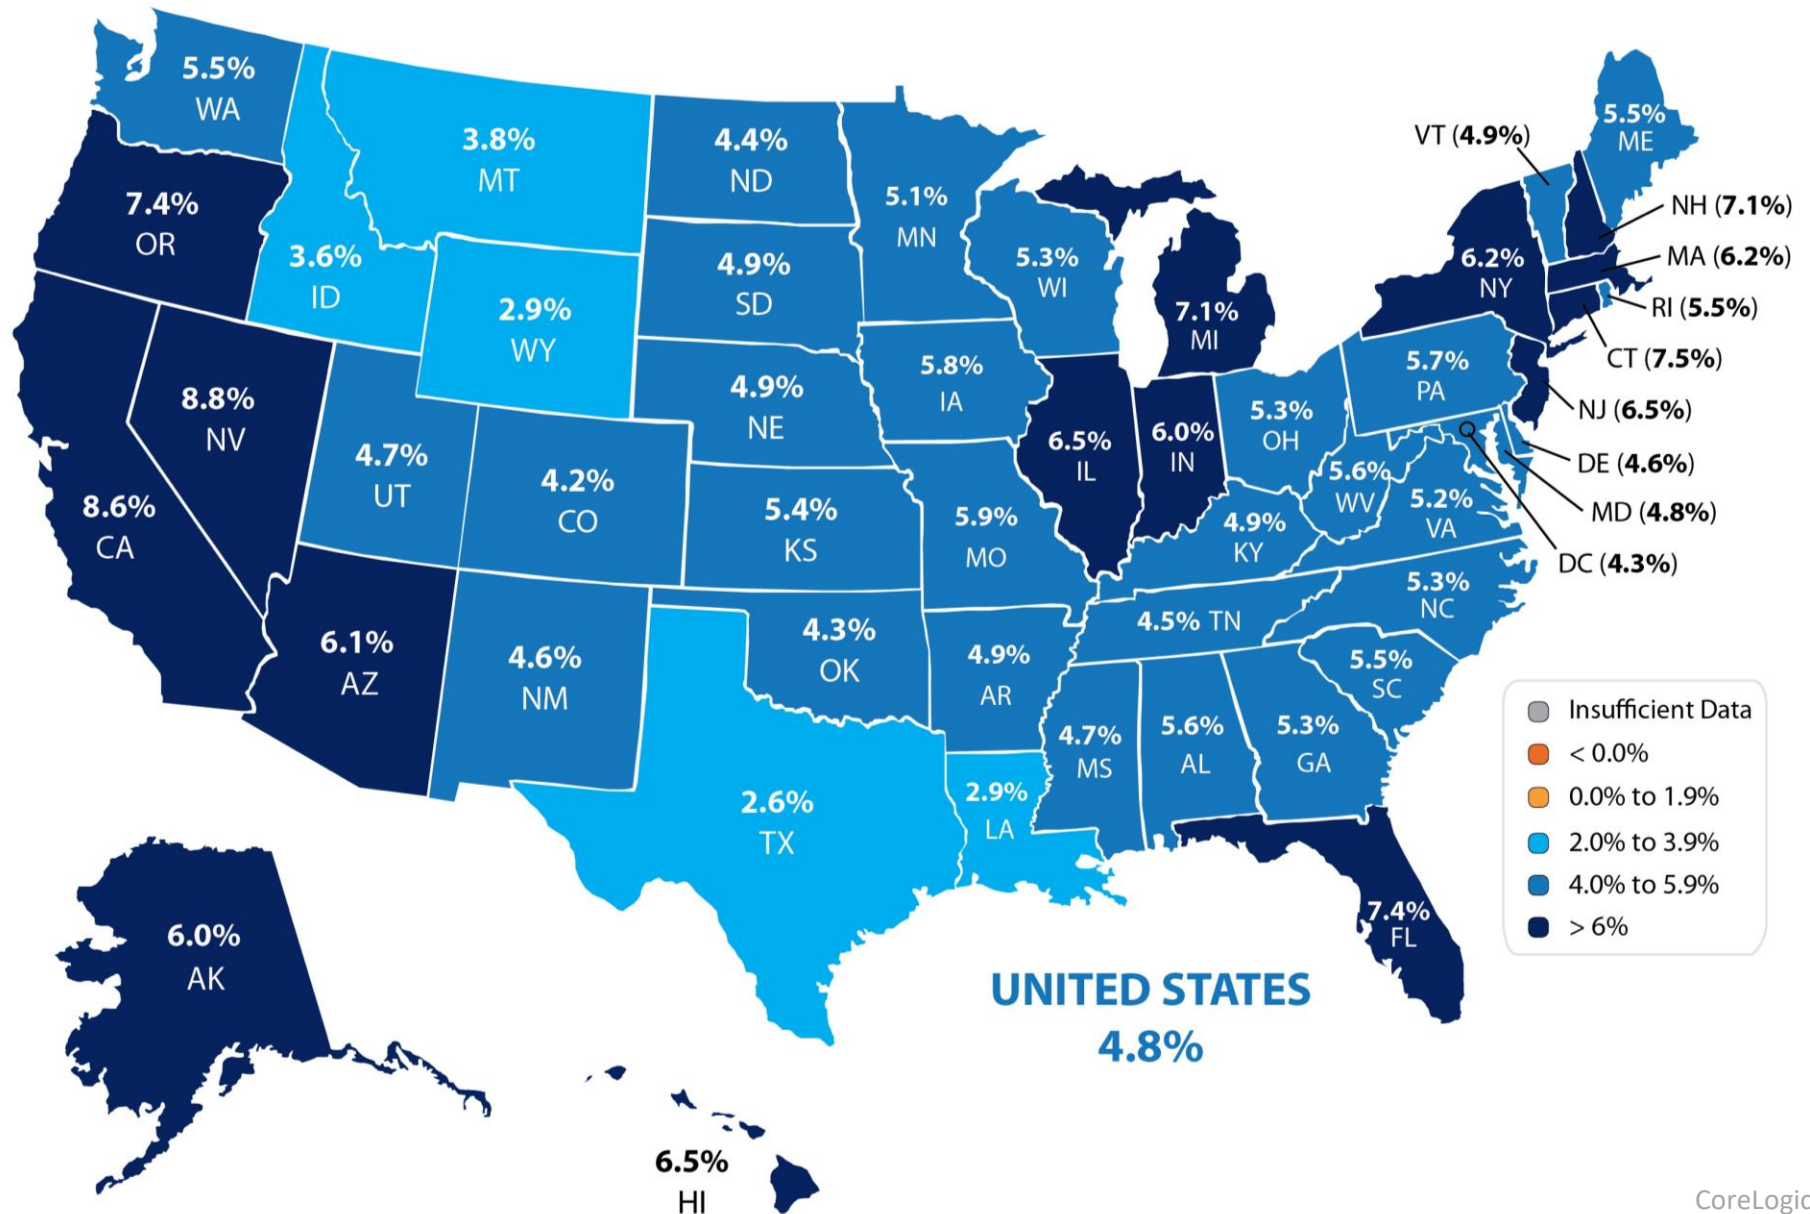 5.5%
WA
7.4%
OR
3.6%
ID
3.8%
MT
2.9%
WY
4.4%
ND
4.9%
SD
4.9%
NE
5.1%
MN
5.3%
WI
5.8%
IA
7.1%
MI
VT (4.9%)
5.5%
ME
NH (7.1%)
MA (6.2%)
6.2%
NY
RI (5.5%)
CT (7.5%)
NJ (6.5%)
DE (4.6%)
MD (4.8%)
DC (4.3%)
5.7%
PA
5.3%
OH
6.0%
IN
6.5%
IL
5.6%
WV
5.2%
VA
4.9%
KY
5.3%
NC
4.5% TN
5.5%
SC
8.8%
NV
8.6%
CA
4.7%
UT
4.2%
CO
5.4%
KS
5.9%
MO
6.1%
AZ
4.6%
NM
4.3%
OK
4.9%
AR
4.7%
MS
5.6%
AL
5.3%
GA
2.6%
TX
2.9%
LA
7.4%
FL
6.0%
AK
6.5%
HI
UNITED STATES
4.8%
Insufficient Data
< 0.0%
0.0% to 1.9%
2.0% to 3.9%
4.0% to 5.9%
> 6%
CoreLogic